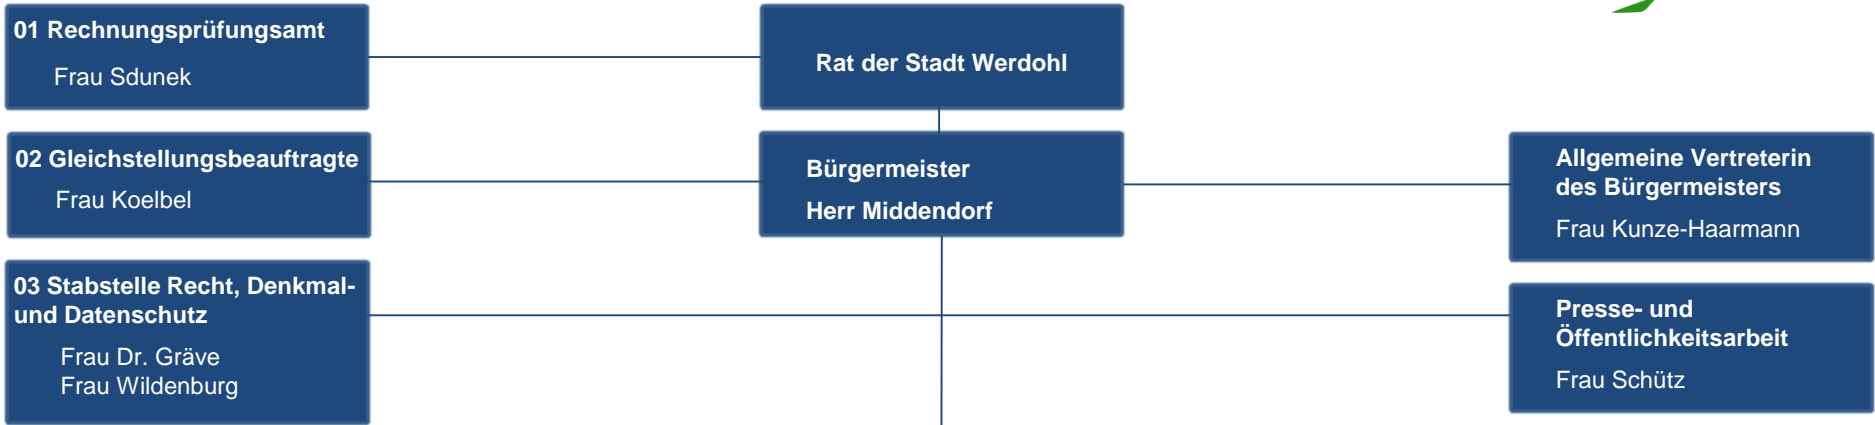 01 Rechnungsprüfungsamt
Frau Sdunek
Rat der Stadt Werdohl
02 Gleichstellungsbeauftragte
Frau Koelbel
Bürgermeister
Herr Middendorf
Allgemeine Vertreterin
des Bürgermeisters
Frau Kunze-Haarmann
03 Stabstelle Recht, Denkmal-
und Datenschutz
Frau Dr. Gräve
Frau Wildenburg
Presse- und
Öffentlichkeitsarbeit
Frau Schütz